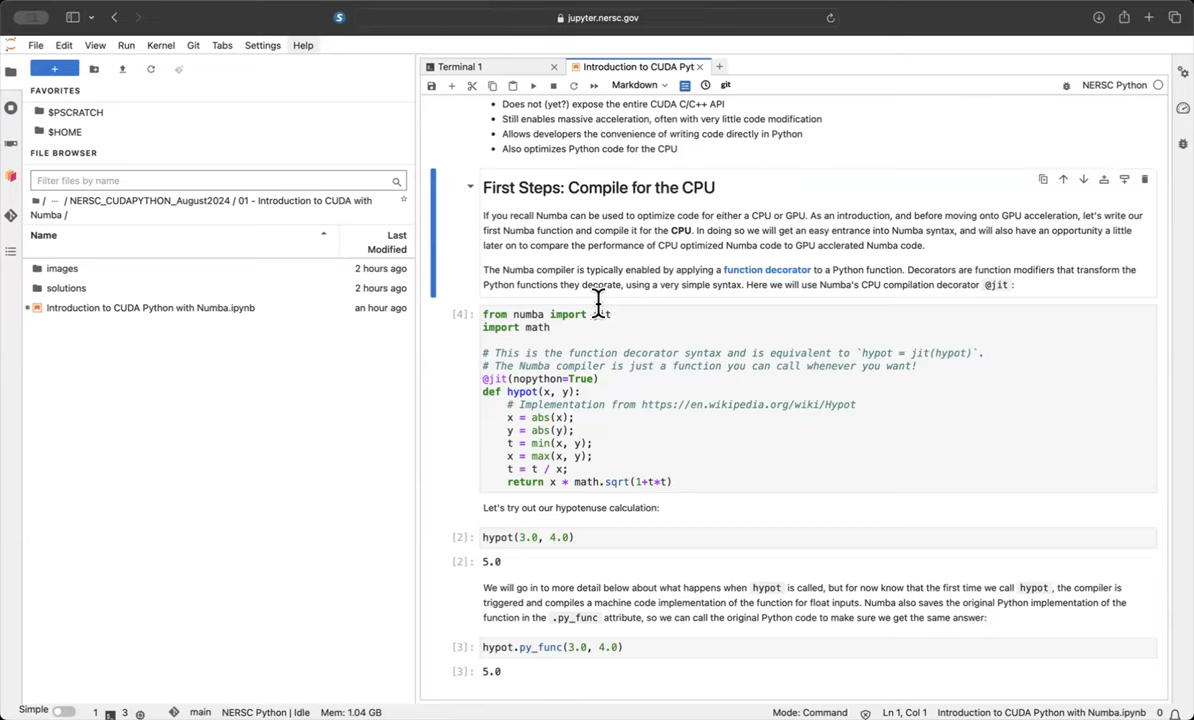 jupyter.nersc.gov
File Edit View Run Kernel Git Tabs Settings Help
FAVORITES
$PSCRATCH
$HOME
FILE BROWSER
Filter files by name
/ ··· / NERSC_CUDAPYTHON_August2024 / 01 - Introduction to CUDA with
Numba /
Name Last
Modified
images 2 hours ago
solutions 2 hours ago
Introduction to CUDA Python with Numba.ipynb an hour ago
Terminal 1 Introduction to CUDA Pyt
Markdown git NERSC Python
• Does not (yet?) expose the entire CUDA C/C++ API
• Still enables massive acceleration, often with very little code modification
• Allows developers the convenience of writing code directly in Python
• Also optimizes Python code for the CPU
First Steps: Compile for the CPU
If you recall Numba can be used to optimize code for either a CPU or GPU. As an introduction, and before moving onto GPU acceleration, let's write our
first Numba function and compile it for the CPU. In doing so we will get an easy entrance into Numba syntax, and will also have an opportunity a little
later on to compare the performance of CPU optimized Numba code to GPU acclerated Numba code.
The Numba compiler is typically enabled by applying a function decorator to a Python function. Decorators are function modifiers that transform the
Python functions they decorate, using a very simple syntax. Here we will use Numba's CPU compilation decorator @jit :
[4]: from numba import jit
import math
# This is the function decorator syntax and is equivalent to `hypot = jit(hypot)`.
# The Numba compiler is just a function you can call whenever you want!
@jit(nopython=True)
def hypot(x, y):
# Implementation from https://en.wikipedia.org/wiki/Hypot
x = abs(x);
y = abs(y);
t = min(x, y);
x = max(x, y);
t = t / x;
return x * math.sqrt(1+t*t)
Let's try out our hypotenuse calculation:
[2]: hypot(3.0, 4.0)
[2]: 5.0
We will go in to more detail below about what happens when hypot is called, but for now know that the first time we call hypot , the compiler is
triggered and compiles a machine code implementation of the function for float inputs. Numba also saves the original Python implementation of the
function in the .py_func attribute, so we can call the original Python code to make sure we get the same answer:
[3]: hypot.py_func(3.0, 4.0)
[3]: 5.0
Simple 1 3 main NERSC Python | Idle Mem: 1.04 GB Mode: Command Ln 1, Col 1 Introduction to CUDA Python with Numba.ipynb 0